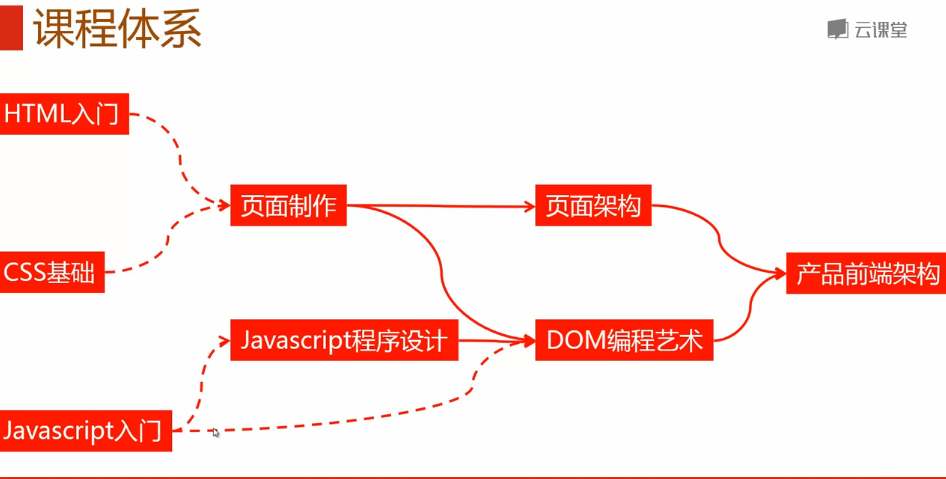 课程体系
云课堂
HTML入门
页面制作
页面架构
CSS基础
产品前端架构
Javascript程序设计
DOM编程艺术
Javascript入门